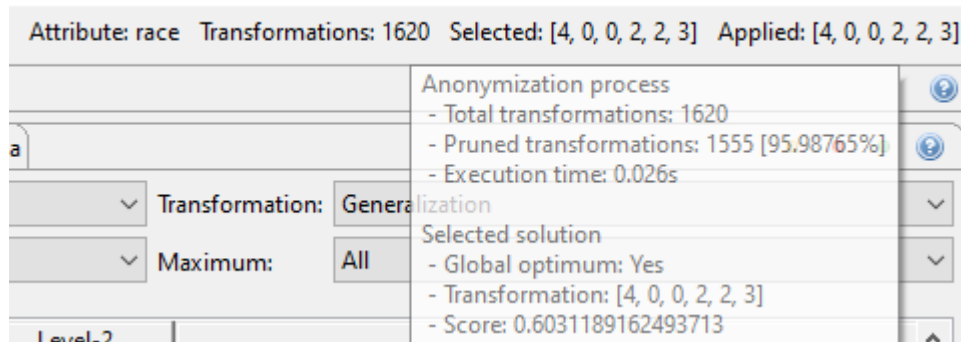 Attribute: race Transformations: 1620 Selected: [4, 0, 0, 2, 2, 3] Applied: [4, 0, 0, 2, 2, 3]
Anonymization process
- Total transformations: 1620
a
- Pruned transformations: 1555 [95.98765%]
- Execution time: 0.026s
Transformation: Generalization
Selected solution
Maximum: All
- Global optimum: Yes
- Transformation: [4, 0, 0, 2, 2, 3]
- Score: 0.6031189162493713
Level-2